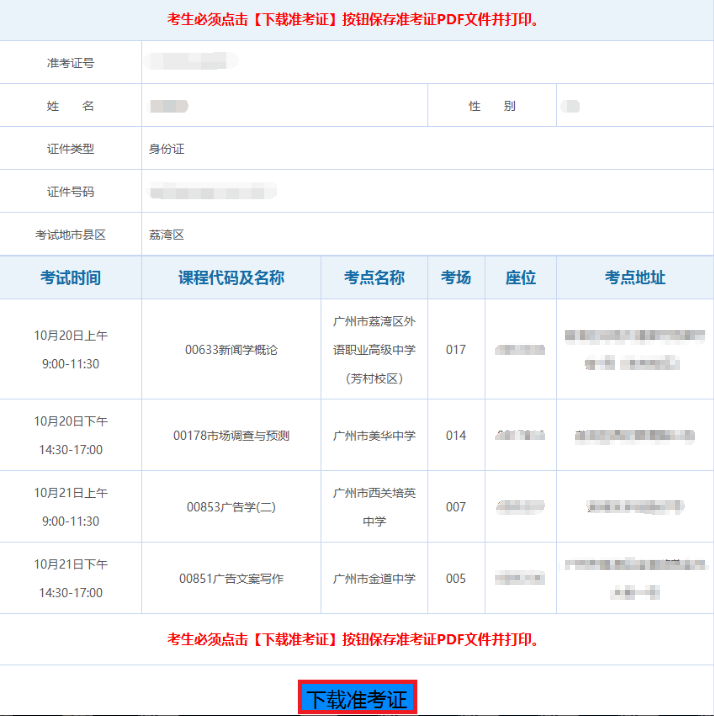 考生必须点击【下载准考证】按钮保存准考证PDF文件并打印。
准考证号
姓 名
性 别
证件类型 身份证
证件号码
考试地市县区 荔湾区
考试时间 课程代码及名称 考点名称 考场 座位 考点地址
10月20日上午
9:00-11:30
00633新闻学概论
广州市荔湾区外
语职业高级中学
（芳村校区）
017
10月20日下午
14:30-17:00
00178市场调查与预测
广州市美华中学
014
10月21日上午
9:00-11:30
00853广告学(二)
广州市西关培英
中学
007
10月21日下午
14:30-17:00
00851广告文案写作
广州市金道中学
005
考生必须点击【下载准考证】按钮保存准考证PDF文件并打印。
下载准考证